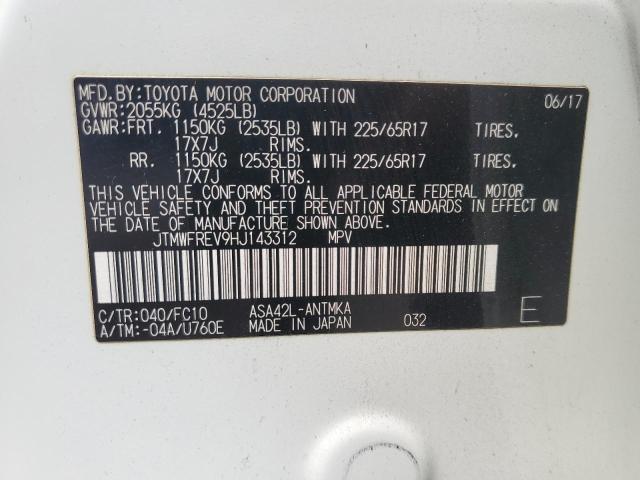 MFD.BY:TOYOTA MOTOR CORPORATION 06/17
GVWR:2055KG (4525LB)
GAWR:FRT. 1150KG (2535LB) WITH 225/65R17 TIRES.
17X7J RIMS.
RR. 1150KG (2535LB) WITH 225/65R17 TIRES.
17X7J RIMS.
THIS VEHICLE CONFORMS TO ALL APPLICABLE FEDERAL MOTOR
VEHICLE SAFETY AND THEFT PREVENTION STANDARDS IN EFFECT ON
THE DATE OF MANUFACTURE SHOWN ABOVE.
JTMWFREV9HJ143312 MPV
C/TR:040/FC10 ASA42L-ANTMKA
A/TM:-04A/U760E MADE IN JAPAN 032 E